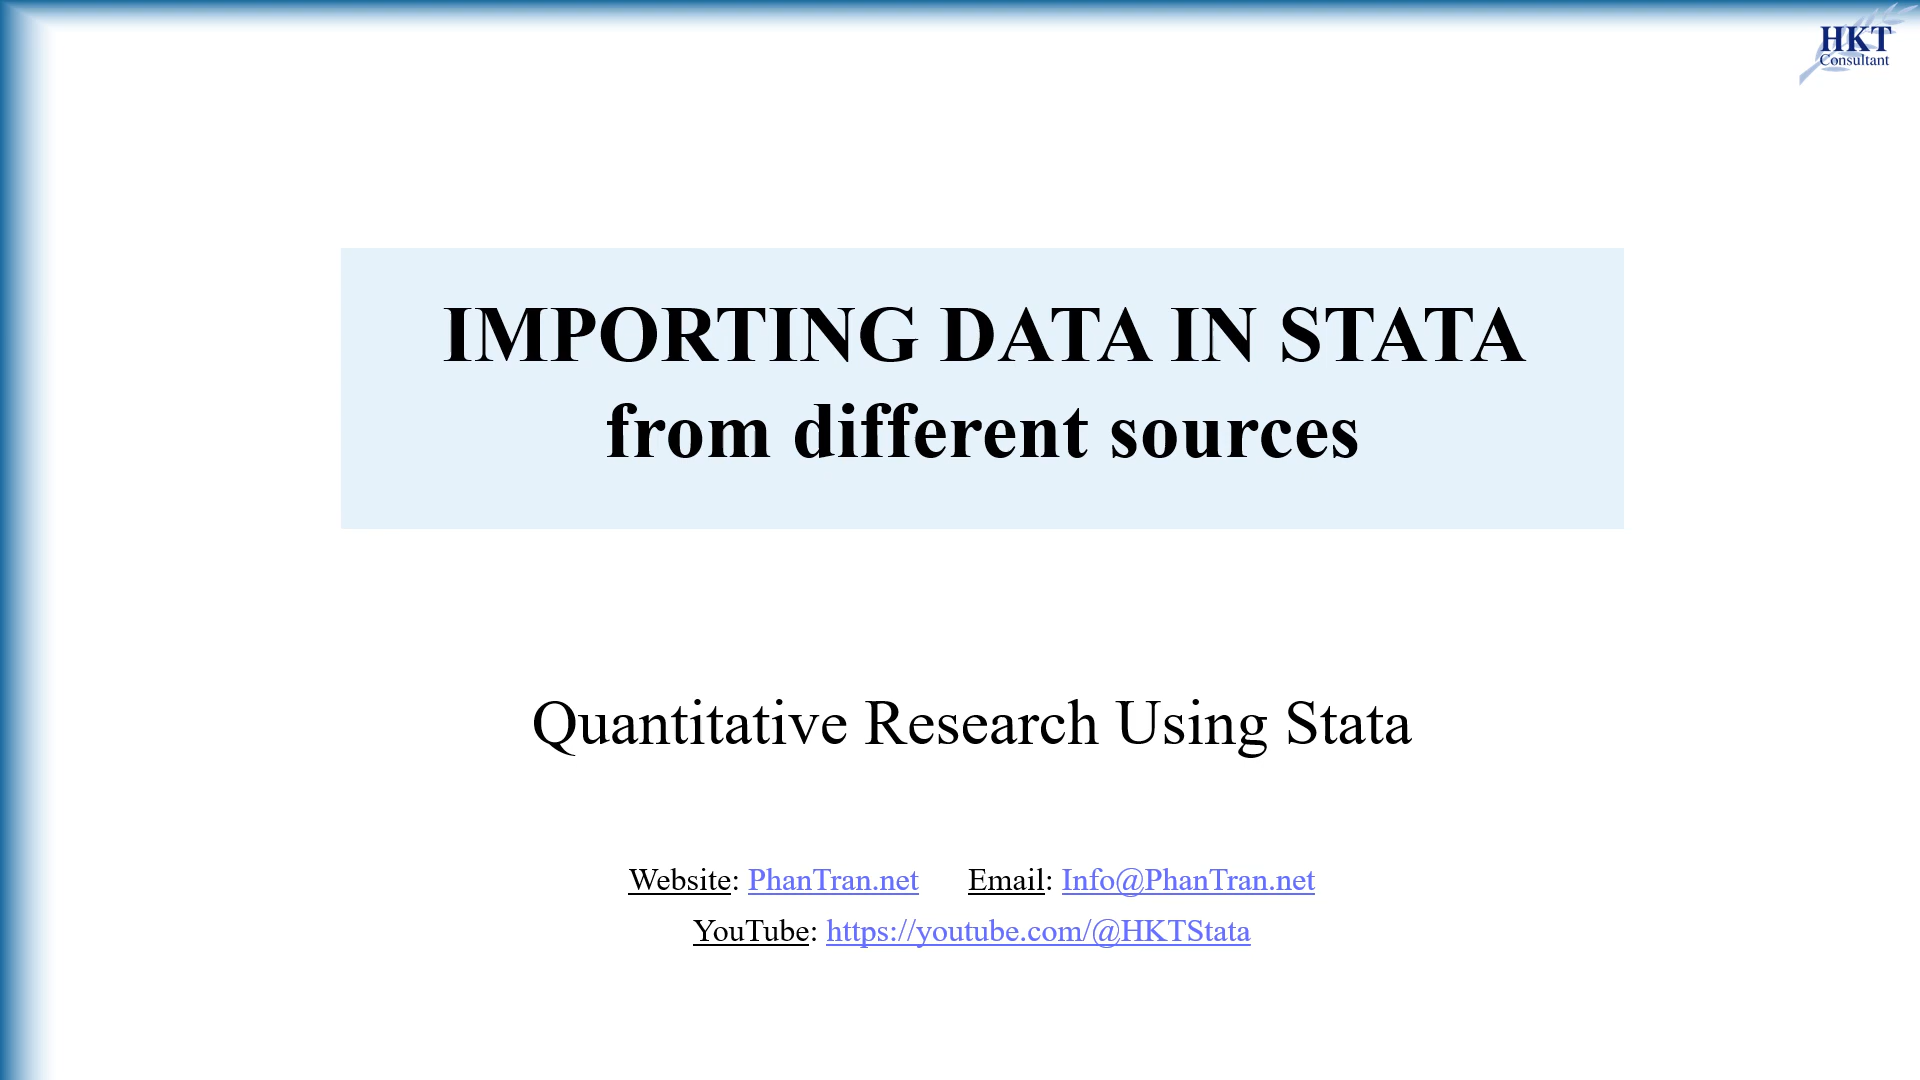 HKT
Consultant
IMPORTING DATA IN STATA
from different sources
Quantitative Research Using Stata
Website: PhanTran.net Email: Info@PhanTran.net
YouTube: https://youtube.com/@HKTStata